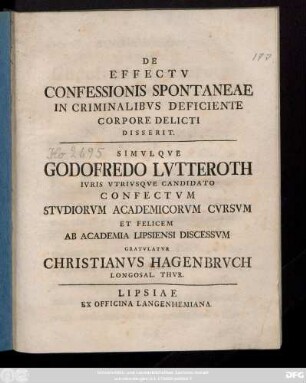 DE
EFFECTV
CONFESSIONIS SPONTANEAE
IN CRIMINALIBVS DEFICIENTE
CORPORE DELICTI
DISSERIT.
SIMVLQVE
GODOFREDO LVTTEROTH
IVRIS VTRIVSQVE CANDIDATO
CONFECTVM
STVDIORVM ACADEMICORVM CVRSVM
ET FELICEM
AB ACADEMIA LIPSIENSI DISCESSVM
GRATVLATVR
CHRISTIANVS HAGENBRVCH
LONGOSAL. THVR.
LIPSIAE
EX OFFICINA LANGENHEMIANA.